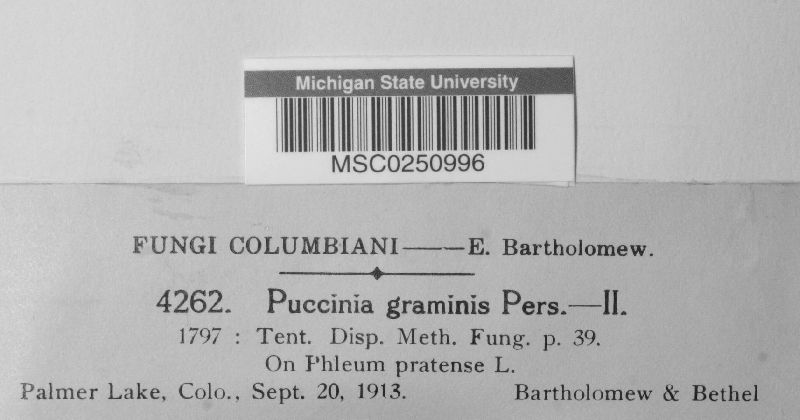 Michigan State University
MSC0250996
FUNGI COLUMBIANI——E. Bartholomew.
4262. Puccinia graminis Pers.—II.
1797 : Tent. Disp. Meth. Fung. p. 39.
On Phleum pratense L.
Palmer Lake, Colo., Sept. 20, 1913. Bartholomew & Bethel